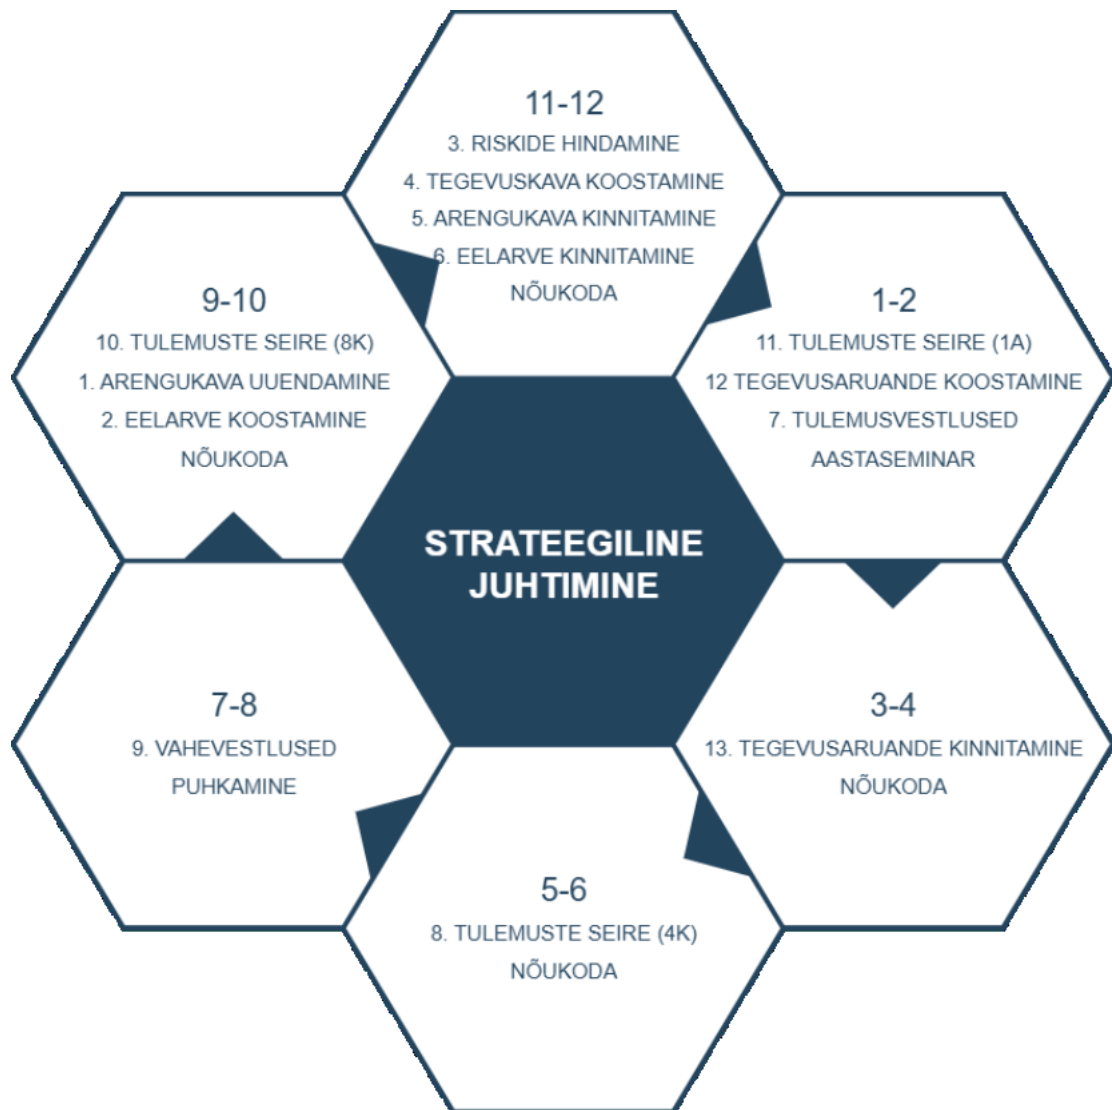 11-12
3. RISKIDE HINDAMINE
4. TEGEVUSKAVA KOOSTAMINE
5. ARENGUKAVA KINNITAMINE
6. EELARVE KINNITAMINE
NÕUKODA
1-2
11. TULEMUSTE SEIRE (1A)
12 TEGEVUSARUANDE KOOSTAMINE
7. TULEMUSVESTLUSED
AASTASEMINAR
3-4
13. TEGEVUSARUANDE KINNITAMINE
NÕUKODA
5-6
8. TULEMUSTE SEIRE (4K)
NÕUKODA
7-8
9. VAHEVESTLUSED
PUHKAMINE
9-10
10. TULEMUSTE SEIRE (8K)
1. ARENGUKAVA UUENDAMINE
2. EELARVE KOOSTAMINE
NÕUKODA
STRATEEGILINE
JUHTIMINE